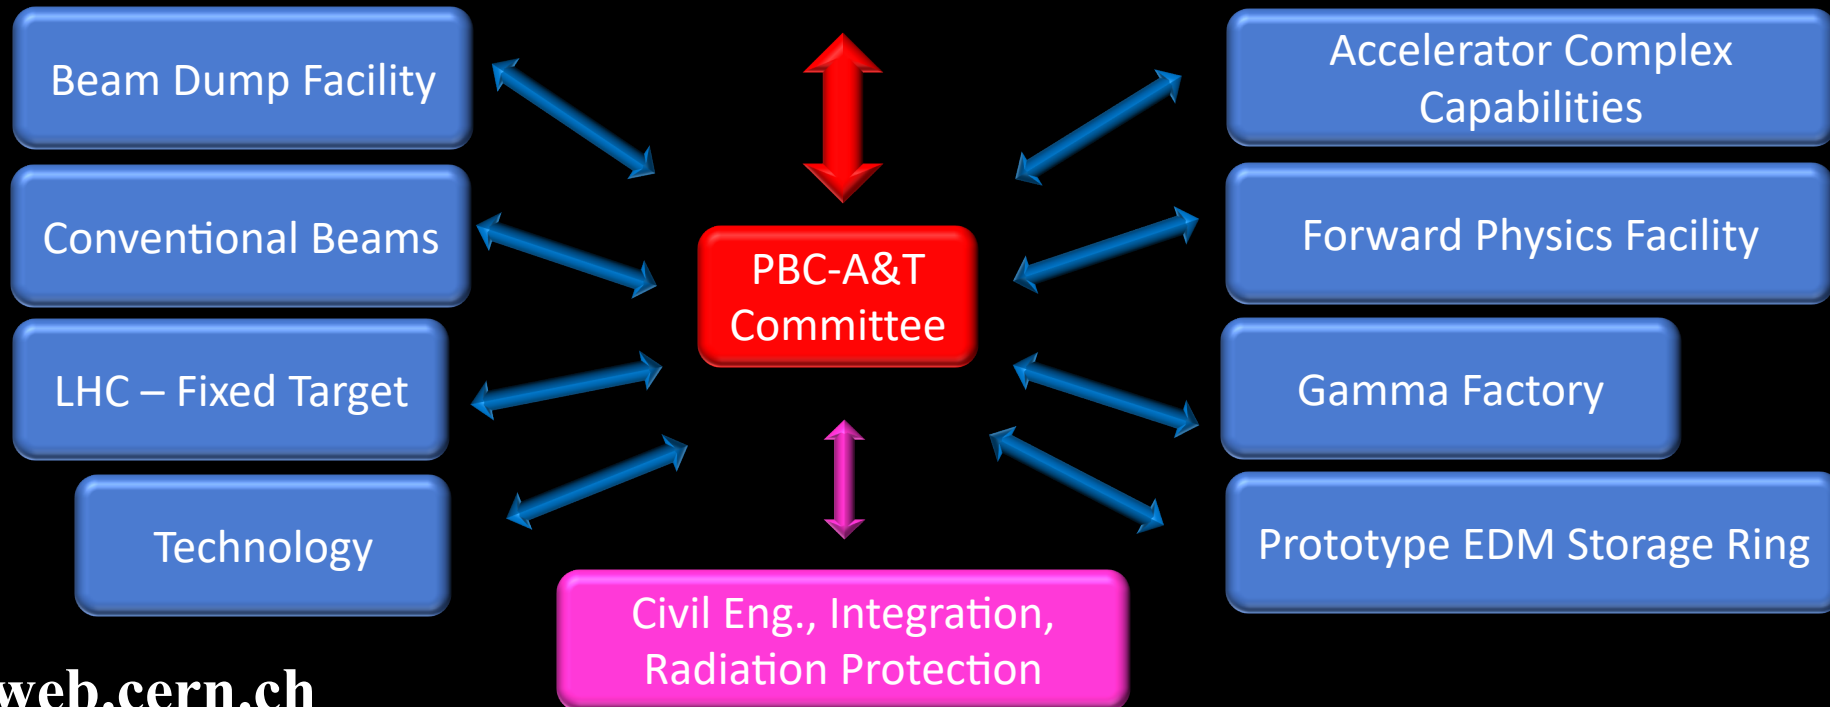 Beam Dump Facility
Accelerator Complex
Capabilities
Conventional Beams
Forward Physics Facility
PBC-A&T
Committee
LHC – Fixed Target
Gamma Factory
Technology
Prototype EDM Storage Ring
Civil Eng., Integration,
Radiation Protection
web.cern.ch